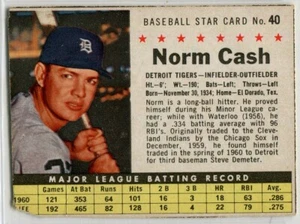 BASEBALL STAR CARD No. 40
Norm Cash
DETROIT TIGERS—INFIELDER-OUTFIELDER
Ht.—6'; Wt.—190; Bats—Left; Throws—Left
Born—November 10, 1934; Home—El Dorado, Tex.
Norm is a long-ball hitter. He proved
himself during his Minor League ca-
reer; while with Waterloo (1956) he
had a 334 batting average with 96
RBI's. Originally traded to the Cleve-
land Indians by the Chicago Sox in
December, 1959, he found himself
traded in the spring of 1960 to Detroit
for third baseman Steve Demeter.
MAJOR LEAGUE BATTING RECORD
Games At Bat Runs Hits 2B 3B HR RBI Avg.
1960 121 353 64 101 16 3 18 63 .286
LIFE 192 465 82 128 18 4 22 79 .275